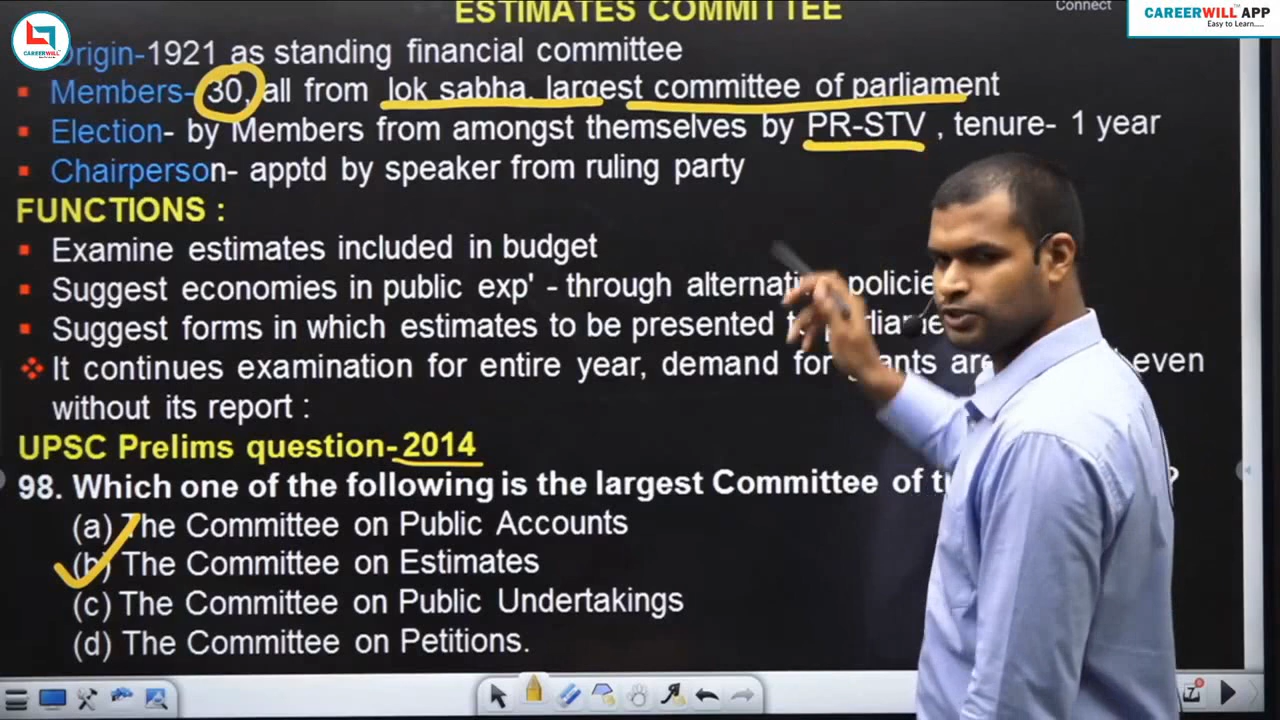 ESTIMATES COMMITTEE
Connect
CAREERWILL APP
Easy to Learn.....
CAREERWILL
Origin-1921 as standing financial committee
Members- 30, all from lok sabha, largest committee of parliament
Election- by Members from amongst themselves by PR-STV , tenure- 1 year
Chairperson- apptd by speaker from ruling party
FUNCTIONS :
Examine estimates included in budget
Suggest economies in public exp' - through alternative policie
Suggest forms in which estimates to be presented
It continues examination for entire year, demand for grants are even
without its report :
UPSC Prelims question-2014
98. Which one of the following is the largest Committee of ?
(a) The Committee on Public Accounts
(b) The Committee on Estimates
(c) The Committee on Public Undertakings
(d) The Committee on Petitions.